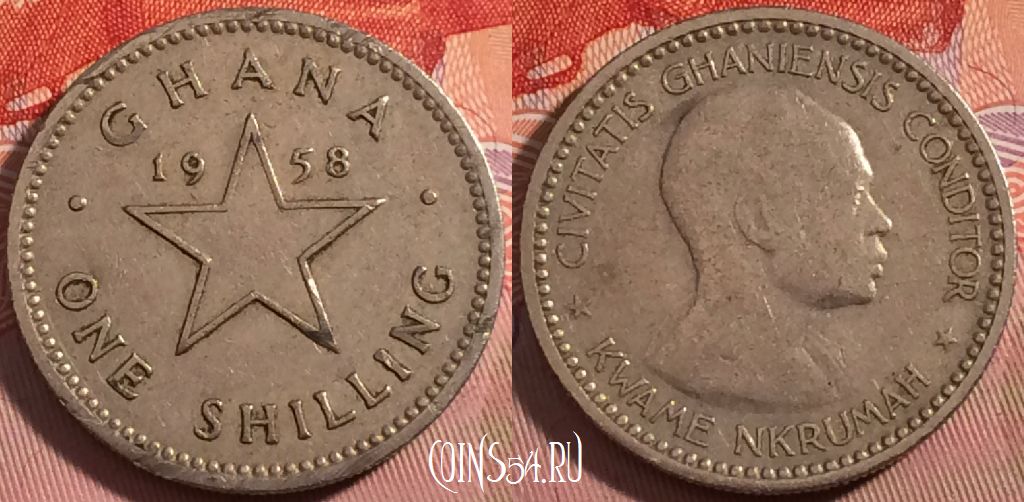 GHANA
19 58
ONE SHILLING
CIVITATIS GHANIENSIS CONDITOR
KWAME NKRUMAH
COINS54.RU